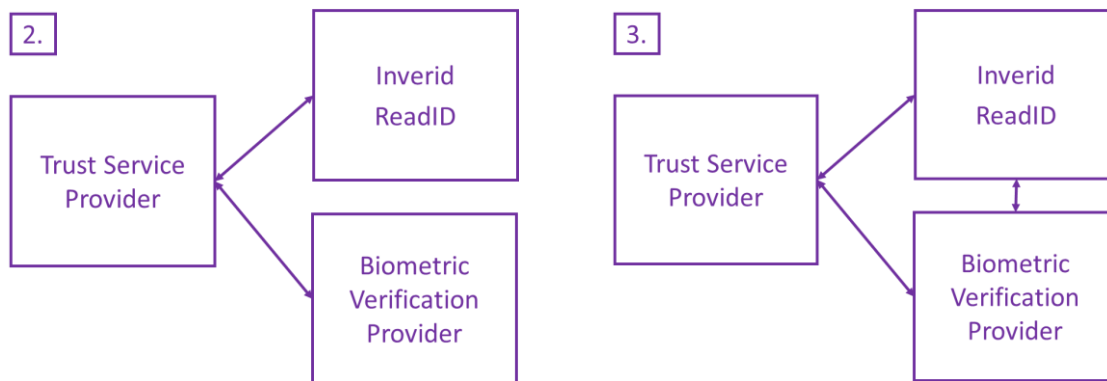 2.
Inverid
ReadID
Trust Service
Provider
Biometric
Verification
Provider
3.
Inverid
ReadID
Trust Service
Provider
Biometric
Verification
Provider